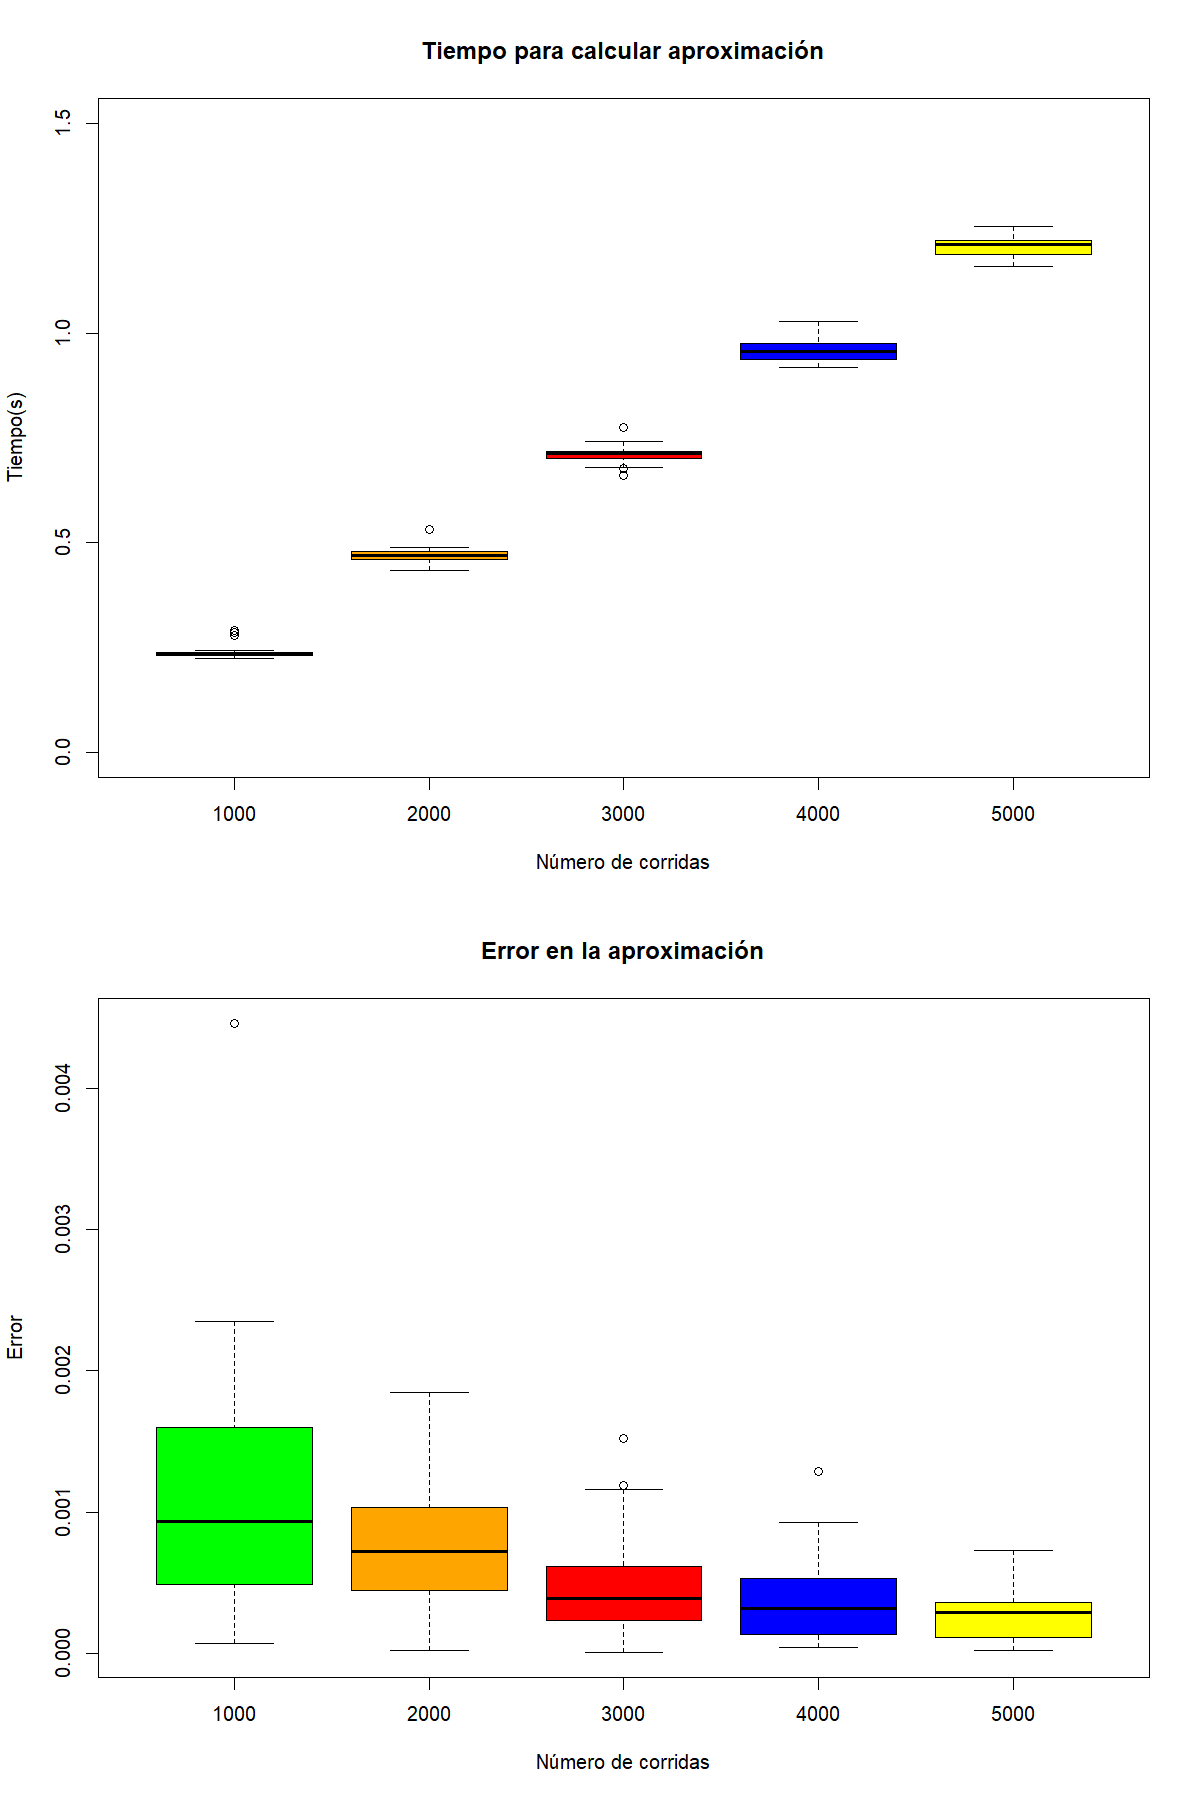 Tiempo para calcular aproximación
Tiempo(s)
1.5
1.0
0.5
0.0
1000 2000 3000 4000 5000
Número de corridas
Error en la aproximación
Error
0.004
0.003
0.002
0.001
0.000
1000 2000 3000 4000 5000
Número de corridas